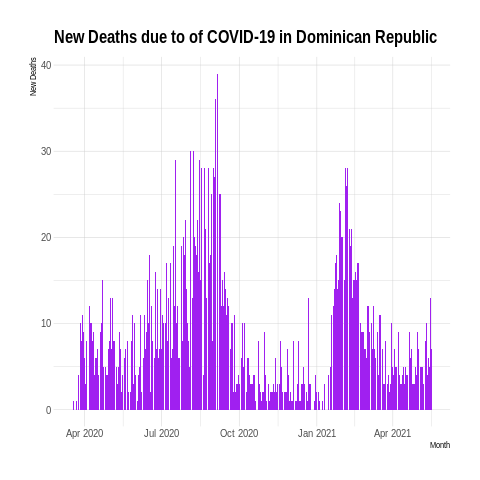 New Deaths due to of COVID-19 in Dominican Republic
New Deaths
40
30
20
10
0
Apr 2020 Jul 2020 Oct 2020 Jan 2021 Apr 2021
Month